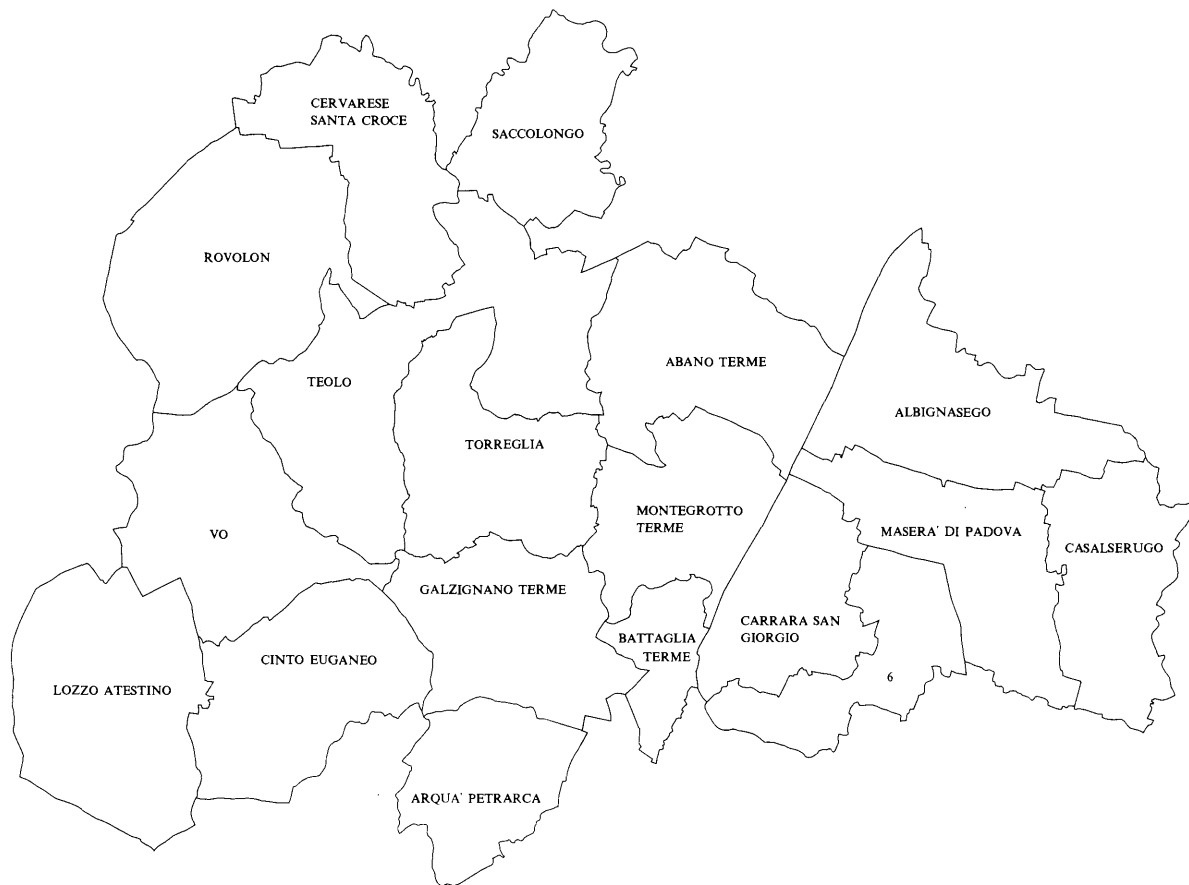 CERVARESE
SANTA CROCE
SACCOLONGO
ROVOLON
ABANO TERME
TEOLO
ALBIGNASEGO
TORREGLIA
MONTEGROTTO
TERME
VO
MASERA' DI PADOVA
CASALSERUGO
GALZIGNANO TERME
CARRARA SAN
GIORGIO
BATTAGLIA
TERME
CINTO EUGANEO
6
LOZZO ATESTINO
ARQUA' PETRARCA